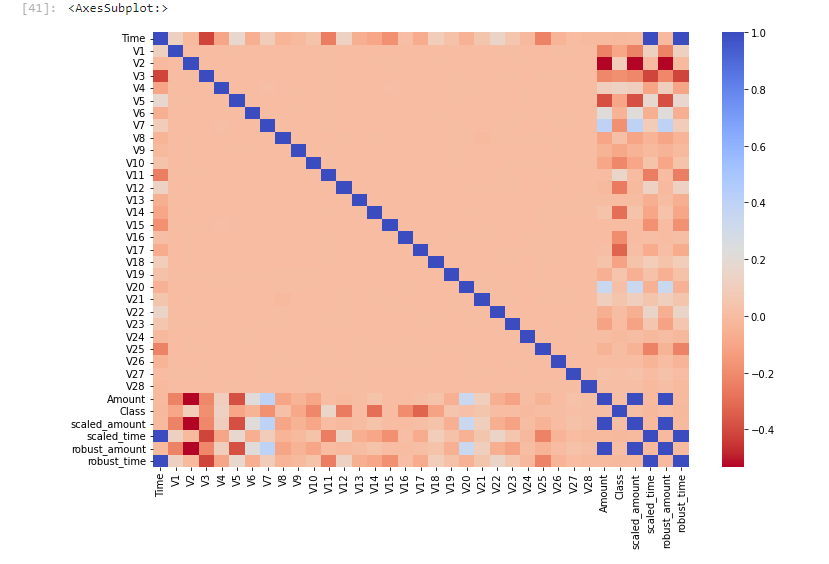 [41]: <AxesSubplot:>
Time
V1
V2
V3
V4
V5
V6
V7
V8
V9
V10
V11
V12
V13
V14
V15
V16
V17
V18
V19
V20
V21
V22
V23
V24
V25
V26
V27
V28
Amount
Class
scaled_amount
scaled_time
robust_amount
robust_time
Time
V1
V2
V3
V4
V5
V6
V7
V8
V9
V10
V11
V12
V13
V14
V15
V16
V17
V18
V19
V20
V21
V22
V23
V24
V25
V26
V27
V28
Amount
Class
scaled_amount
scaled_time
robust_amount
robust_time
1.0
0.8
0.6
0.4
0.2
0.0
−0.2
−0.4